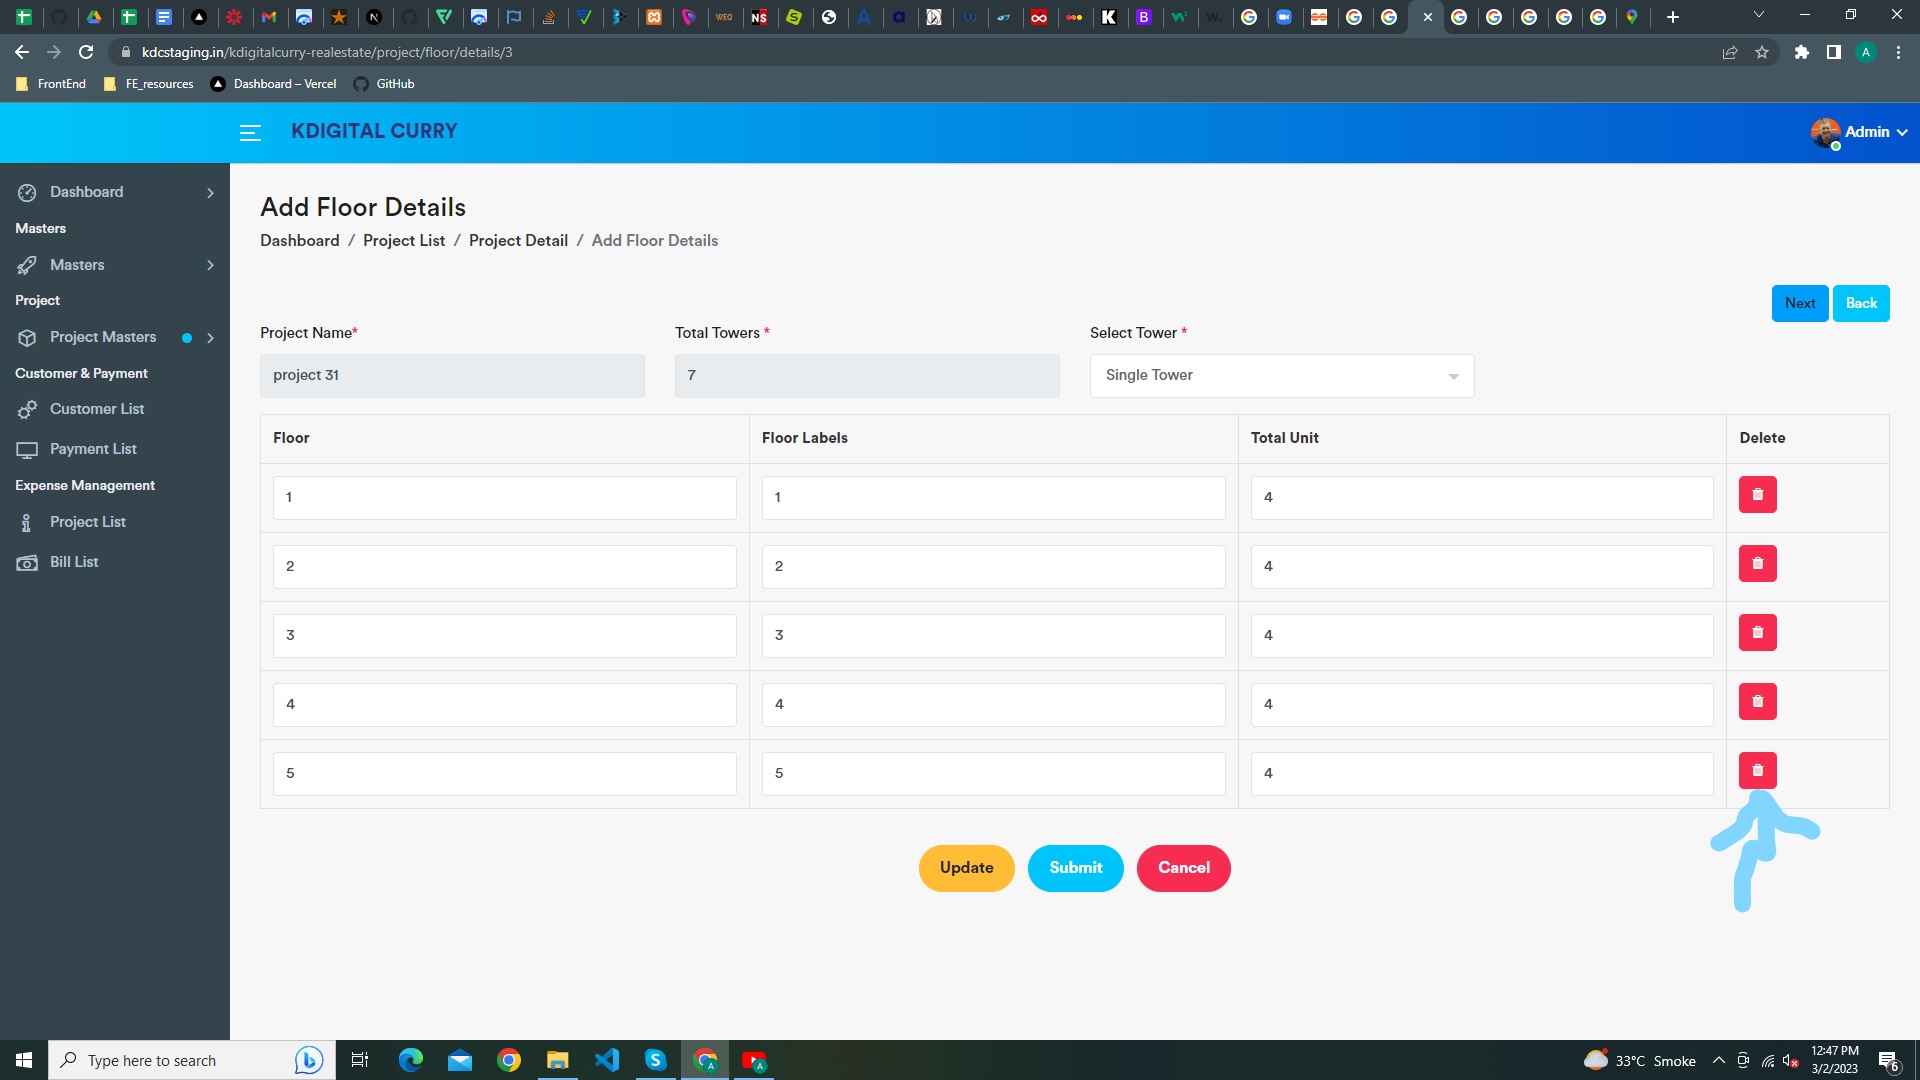 WEQ
NS
K
B
kdcstaging.in/kdigitalcurry-realestate/project/floor/details/3
A
FrontEnd
FE_resources
Dashboard – Vercel
GitHub
KDIGITAL CURRY
Admin
Dashboard
Masters
Masters
Project
Project Masters
Customer & Payment
Customer List
Payment List
Expense Management
Project List
Bill List
Add Floor Details
Dashboard / Project List / Project Detail / Add Floor Details
Next
Back
Project Name*
Total Towers *
Select Tower *
project 31
7
Single Tower
Floor
Floor Labels
Total Unit
Delete
1
1
4
2
2
4
3
3
4
4
4
4
5
5
4
Update
Submit
Cancel
Type here to search
33°C Smoke
12:47 PM
3/2/2023
6